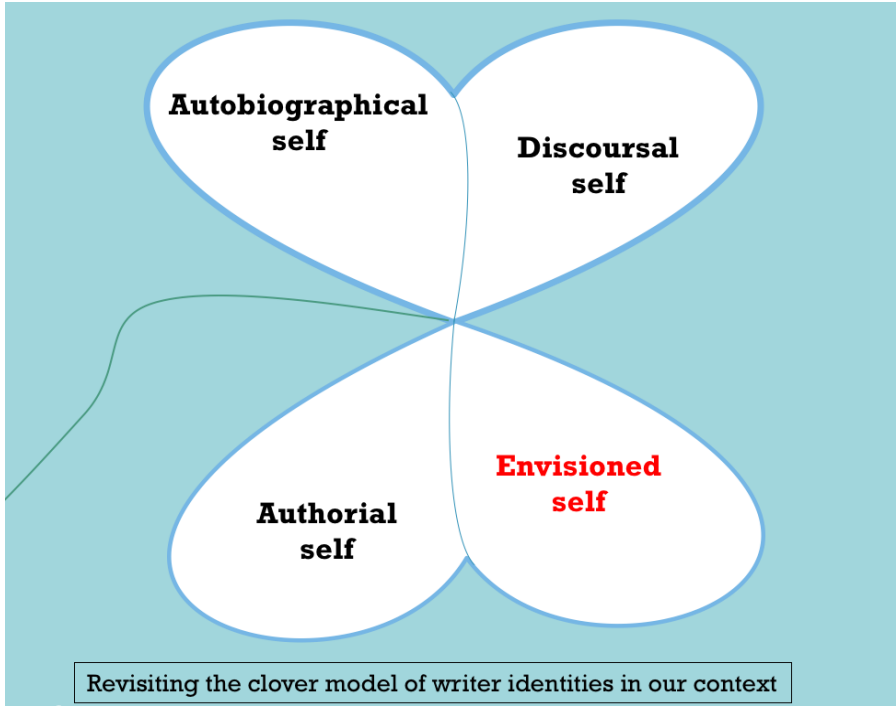 Autobiographical
self
Discoursal
self
Authorial
self
Envisioned
self
Revisiting the clover model of writer identities in our context